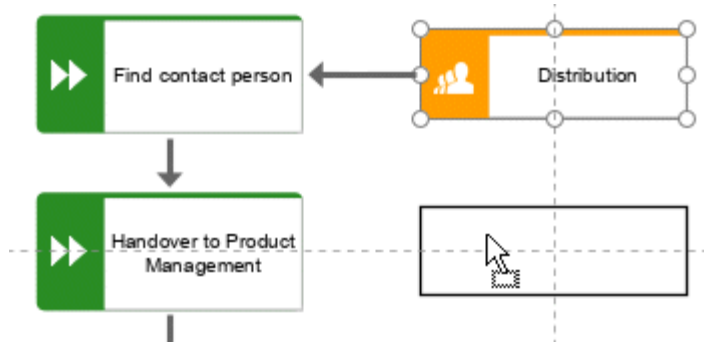 Find contact person
Distribution
Handover to Product
Management